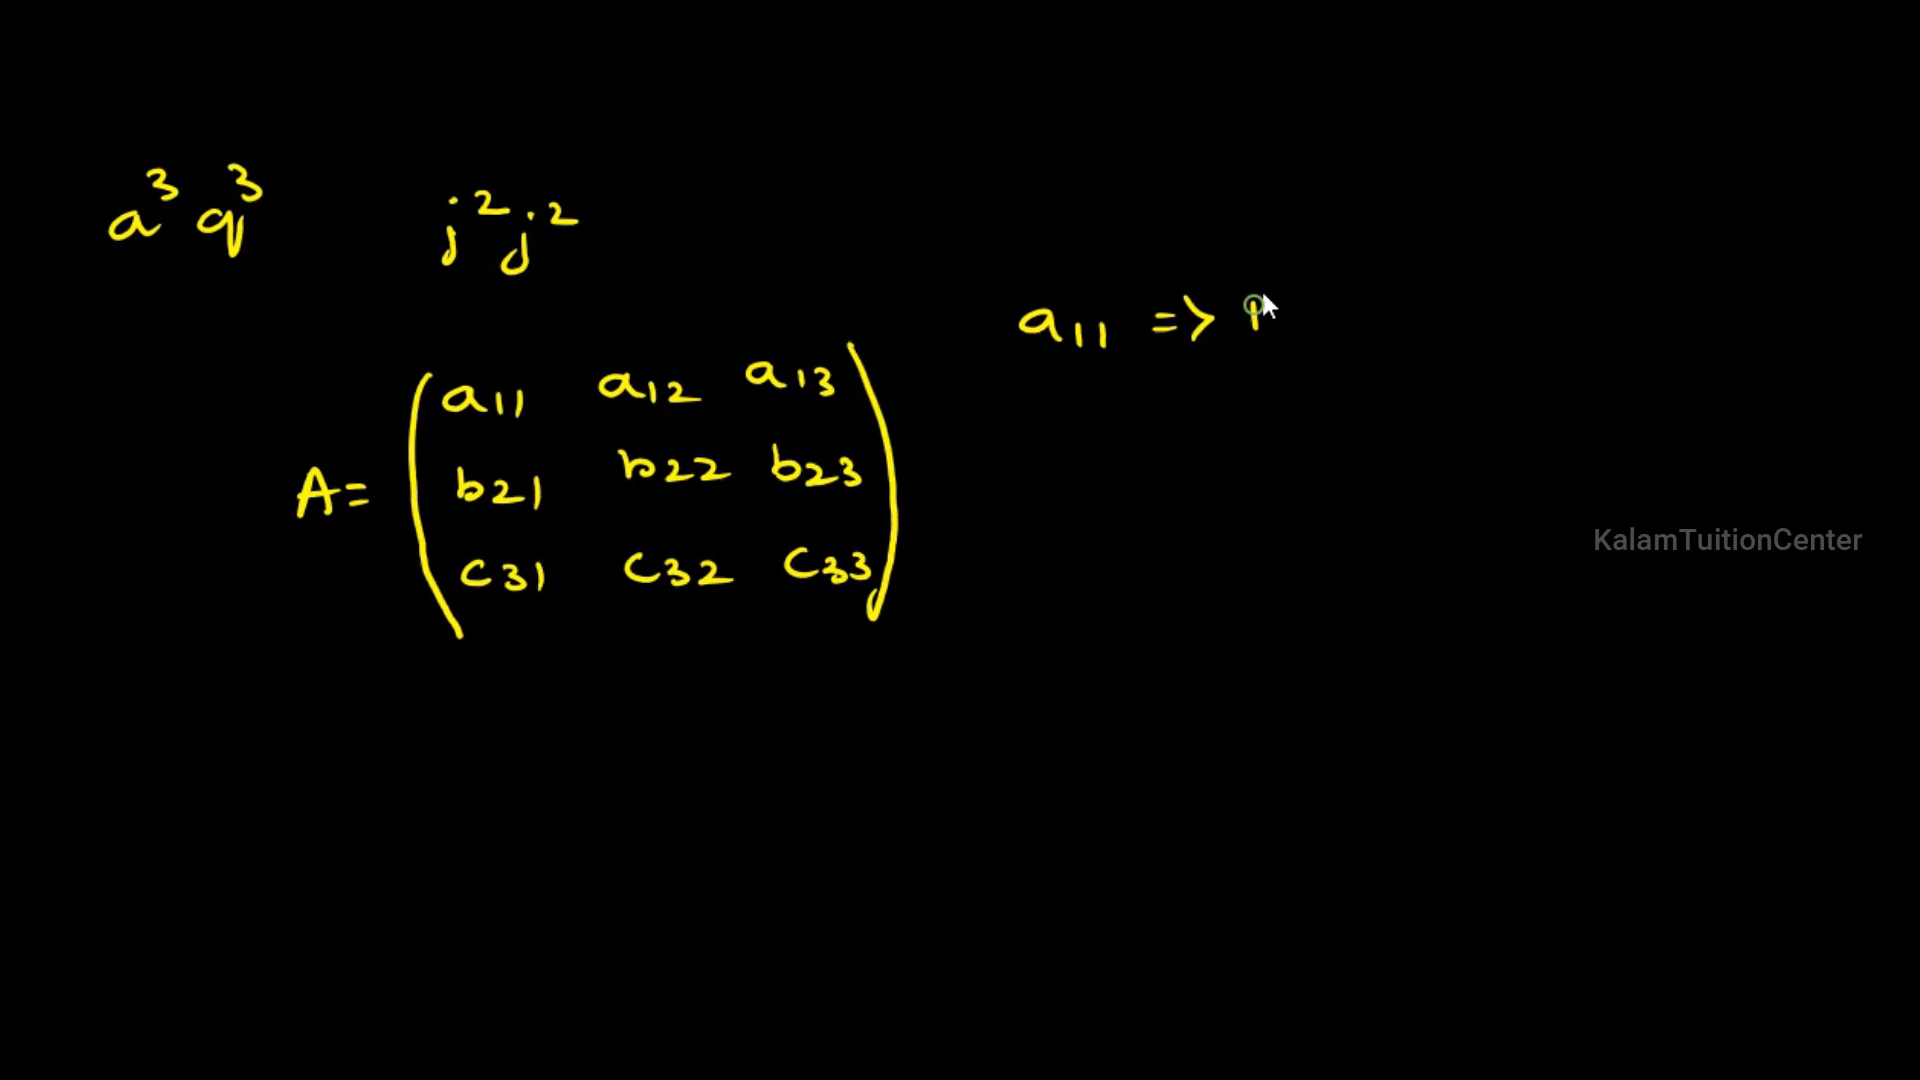 a³ q³ j² j²
a11 =>
a11 a12 a13
A= b21 b22 b23
c31 c32 c33
KalamTuitionCenter